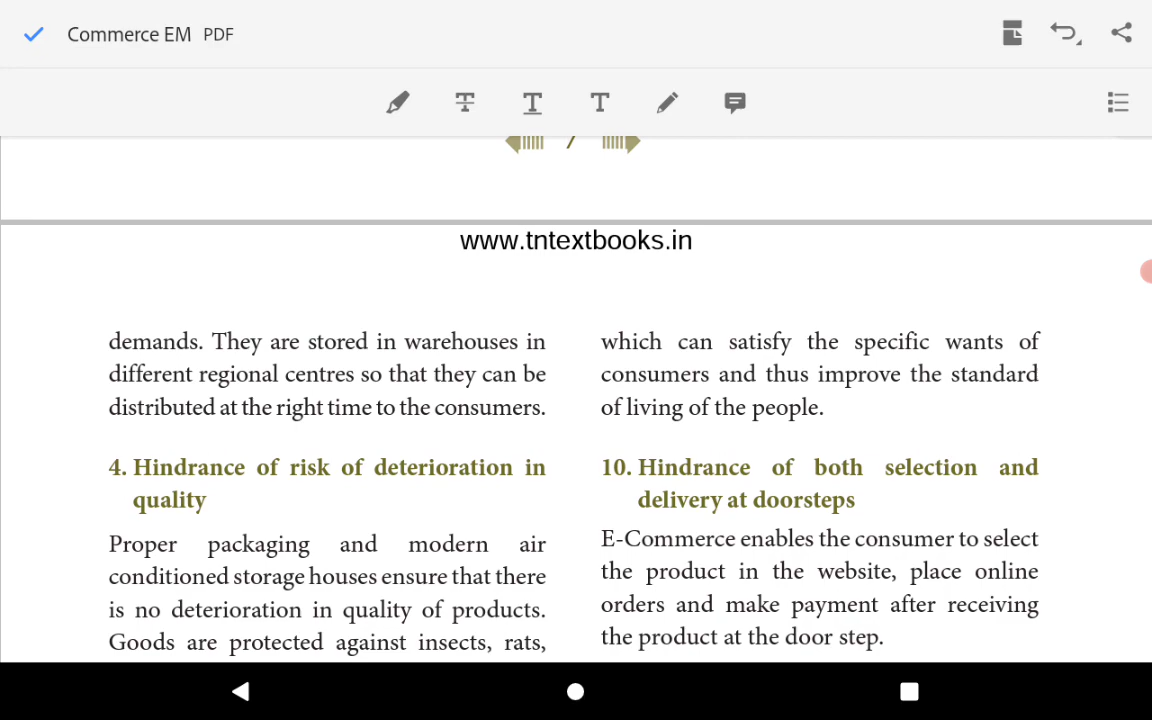 Commerce EM PDF
7
www.tntextbooks.in
demands. They are stored in warehouses in
different regional centres so that they can be
distributed at the right time to the consumers.
4. Hindrance of risk of deterioration in
quality
Proper packaging and modern air
conditioned storage houses ensure that there
is no deterioration in quality of products.
Goods are protected against insects, rats,
which can satisfy the specific wants of
consumers and thus improve the standard
of living of the people.
10. Hindrance of both selection and
delivery at doorsteps
E-Commerce enables the consumer to select
the product in the website, place online
orders and make payment after receiving
the product at the door step.